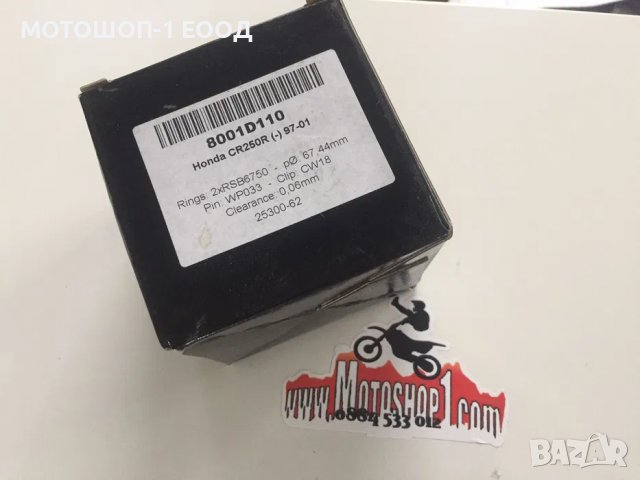 МОТОШОП-1 ЕООД
8001D110
Honda CR250R (-) 97-01
Rings: 2xRSB6750 - pØ: 67.44mm
Pin: WP033 - Clip: CW18
Clearance: 0,06mm
25300-62
www.Motoshop1.com
0884 533 012
BAZAR